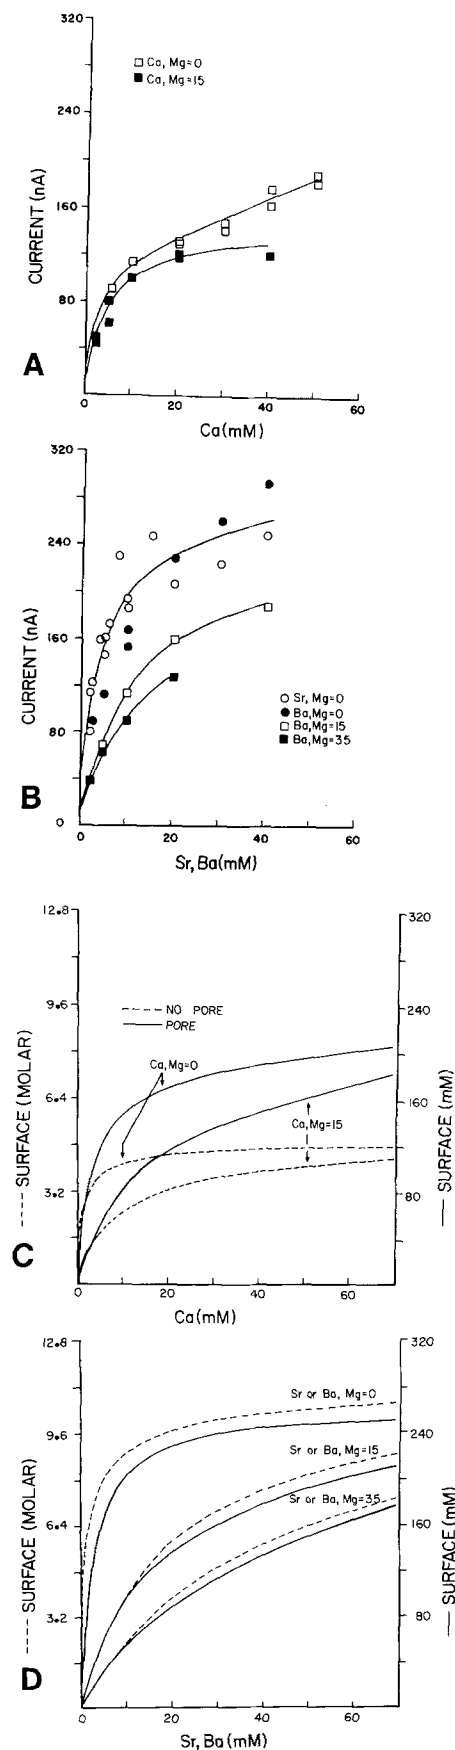 320
□ Ca, Mg=0
■ Ca, Mg=15
240
160
80
CURRENT (nA)
A
0 20 40 60
Ca(mM)
320
240
160
80
0
CURRENT (nA)
○ Sr, Mg=0
● Ba, Mg=0
□ Ba, Mg=15
■ Ba, Mg=35
B
0 20 40 60
Sr, Ba(mM)
12.8
9.6
6.4
3.2
---- SURFACE (MOLAR)
320
240
160
80
— SURFACE (mM)
---- NO PORE
— PORE
Ca, Mg=0
Ca, Mg=15
C
0 20 40 60
Ca(mM)
12.8
9.6
6.4
3.2
---- SURFACE (MOLAR)
320
240
160
80
— SURFACE (mM)
Sr or Ba, Mg=0
Sr or Ba, Mg=15
Sr or Ba, Mg=35
D
0 20 40 60
Sr, Ba(mM)